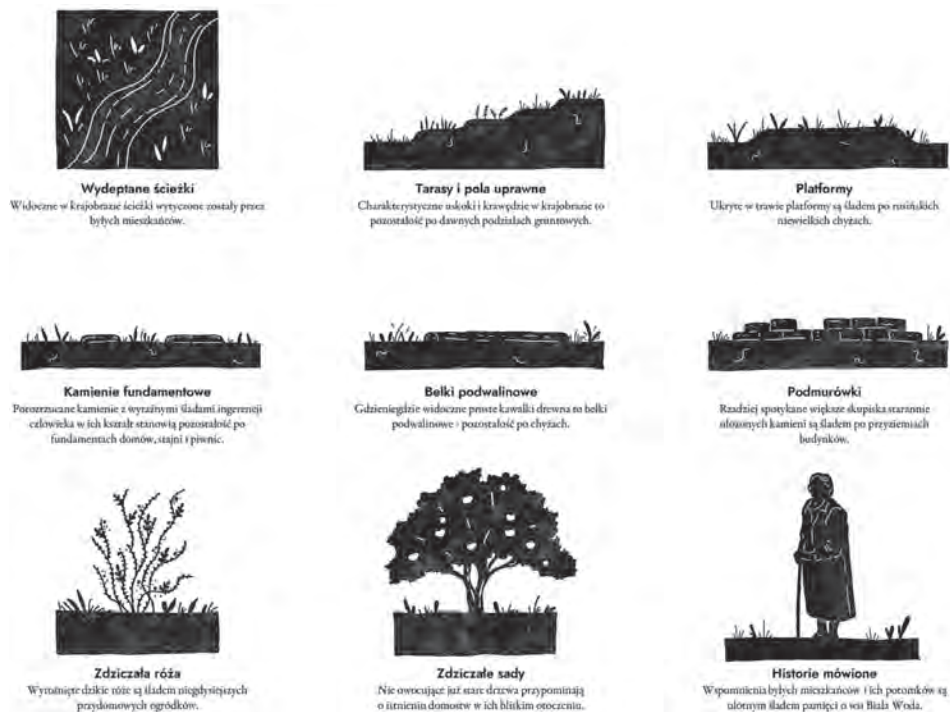 Wydeptane ścieżki
Widoczne w krajobrazie ścieżki wytyczone zostały przez
byłych mieszkańców.
Tarasy i pola uprawne
Charakterystyczne uskoki i krawędzie w krajobrazie to
pozostałość po dawnych podziałach gruntowych.
Platformy
Ukryte w trawie platformy są śladem po rusińskich
niewielkich chyżach.
Kamienie fundamentowe
Porozrzucane kamienie z wyraźnymi śladami ingerencji
człowieka w ich kształt stanowią pozostałość po
fundamentach domów, stajni i piwnic.
Belki podwalinowe
Gdzieniegdzie widoczne proste kawałki drewna to belki
podwalinowe - pozostałość po chyżach.
Podmurówki
Rzadziej spotykane większe skupiska starannie
ułożonych kamieni są śladem po przyziemiach
budynków.
Zdziczała róża
Wyrośnięte dzikie róże są śladem niegdysiejszych
przydomowych ogródków.
Zdziczałe sady
Nie owocujące już stare drzewa przypominają
o istnieniu domostw w ich bliskim otoczeniu.
Historie mówione
Wspomnienia byłych mieszkańców i ich potomków są
ulotnym śladem pamięci o wsi Biała Woda.